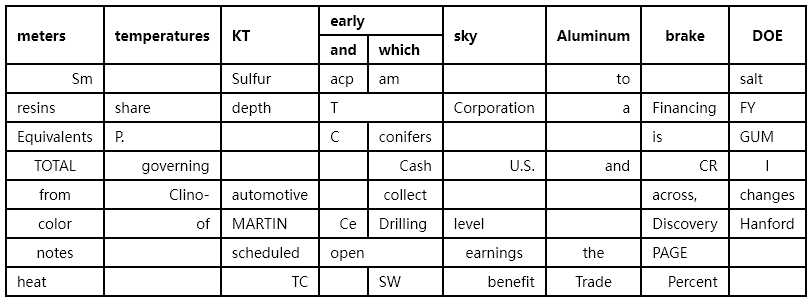 meters temperatures KT early sky Aluminum brake DOE
and which
Sm Sulfur acp am to salt
resins share depth T Corporation a Financing FY
Equivalents P. C conifers is GUM
TOTAL governing Cash U.S. and CR I
from Clino- automotive collect across, changes
color of MARTIN Ce Drilling level Discovery Hanford
notes scheduled open earnings the PAGE
heat TC SW benefit Trade Percent